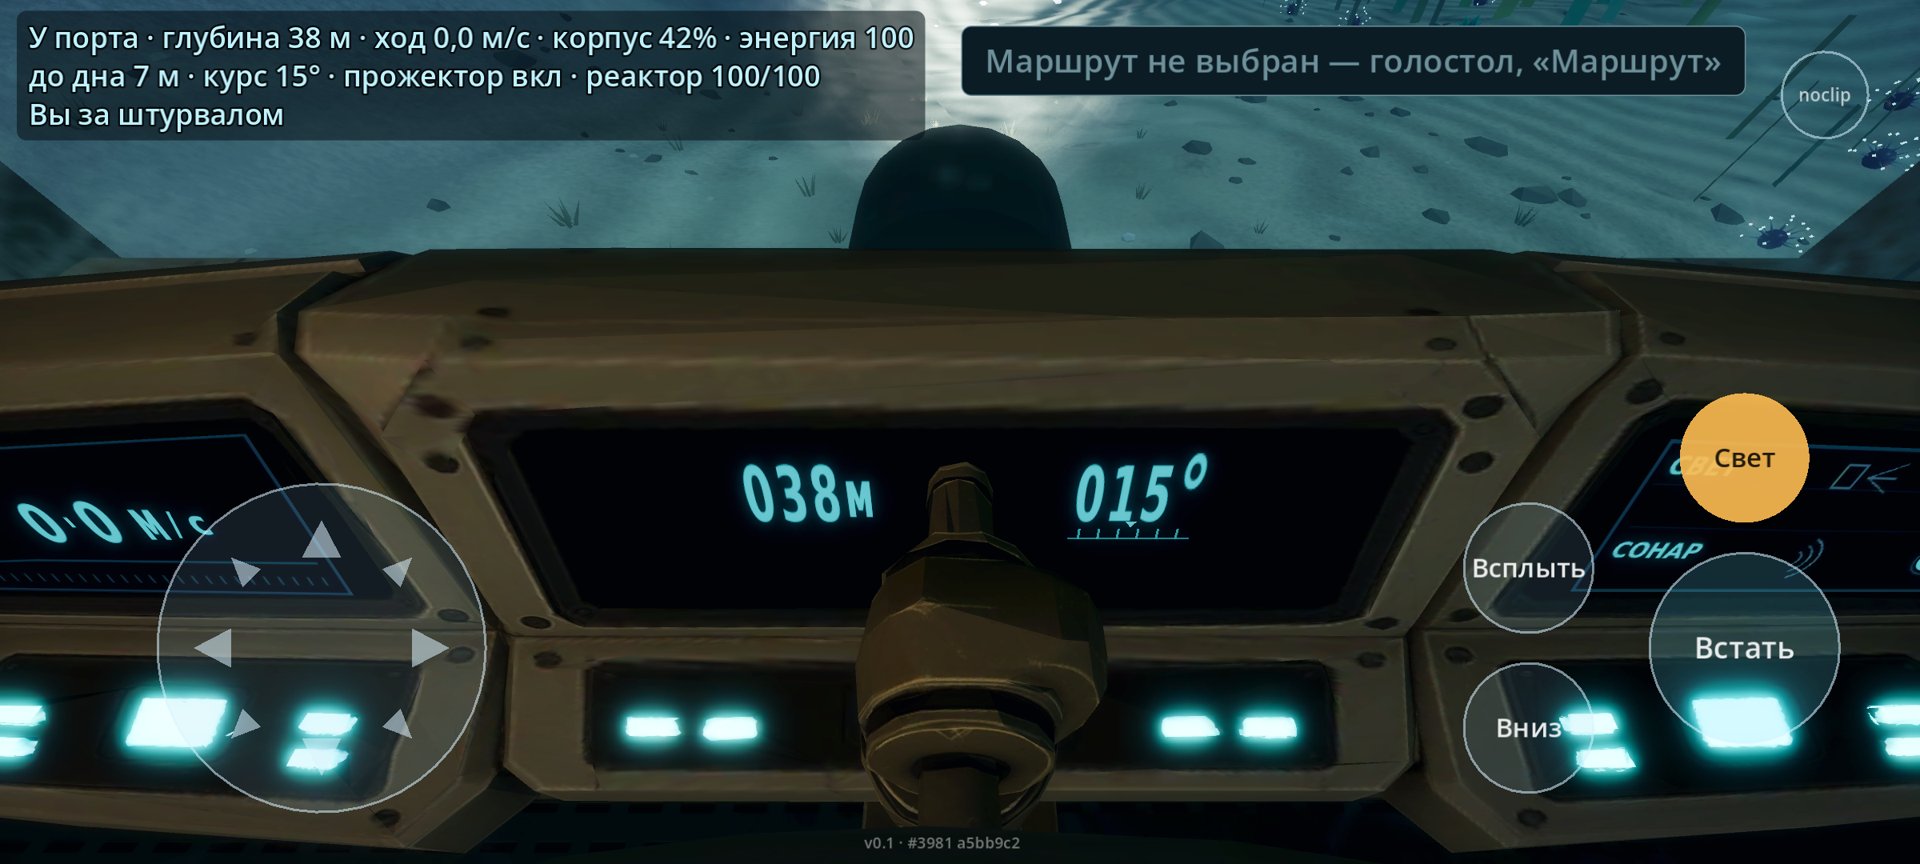 У порта · глубина 38 м · ход 0,0 м/с · корпус 42% · энергия 100
до дна 7 м · курс 15° · прожектор вкл · реактор 100/100
Вы за штурвалом
Маршрут не выбран — голостол, «Маршрут»
noclip
0·0 м/с
038м
015°
Свет
СОНАР
Всплыть
Встать
Вниз
v0.1 · #3981 a5bb9c2